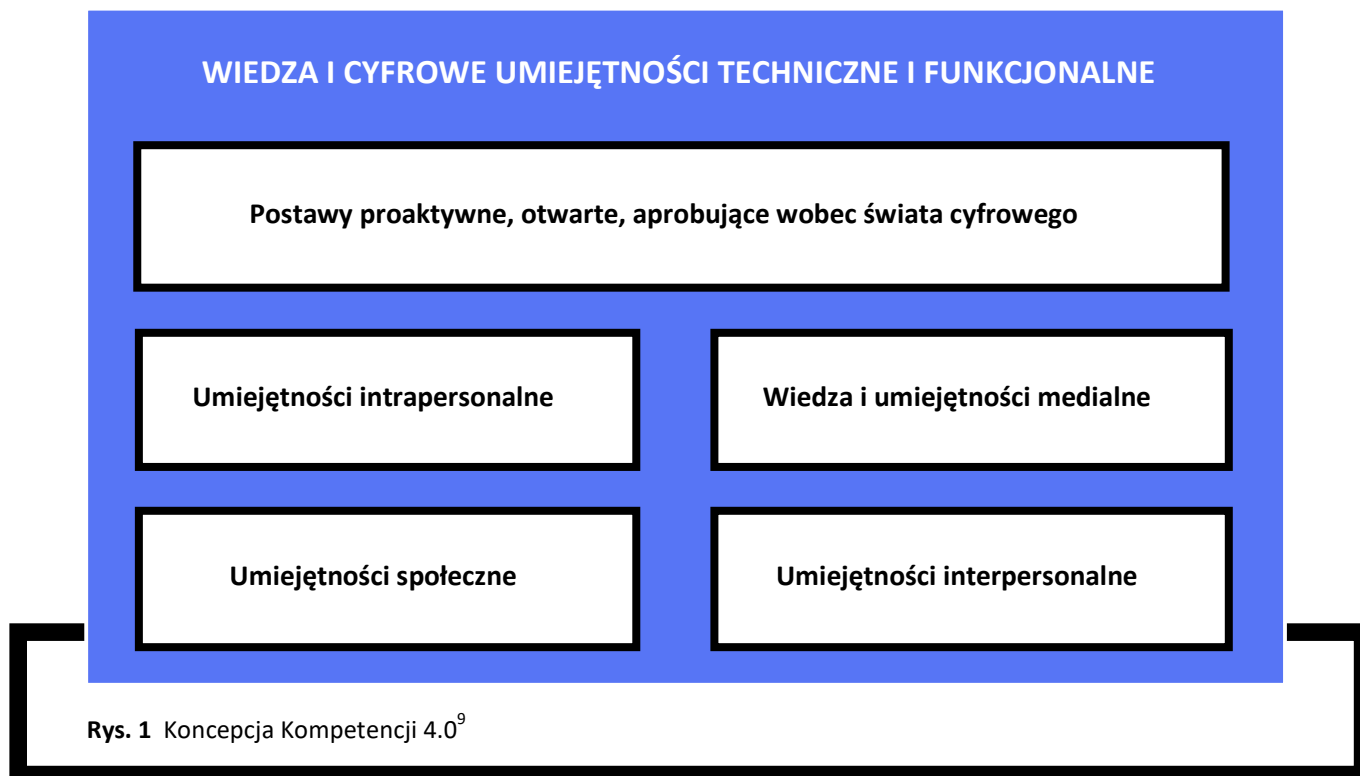 WIEDZA I CYFROWE UMIEJĘTNOŚCI TECHNICZNE I FUNKCJONALNE
Postawy proaktywne, otwarte, aprobujące wobec świata cyfrowego
Umiejętności intrapersonalne
Wiedza i umiejętności medialne
Umiejętności społeczne
Umiejętności interpersonalne
Rys. 1 Koncepcja Kompetencji 4.0⁹